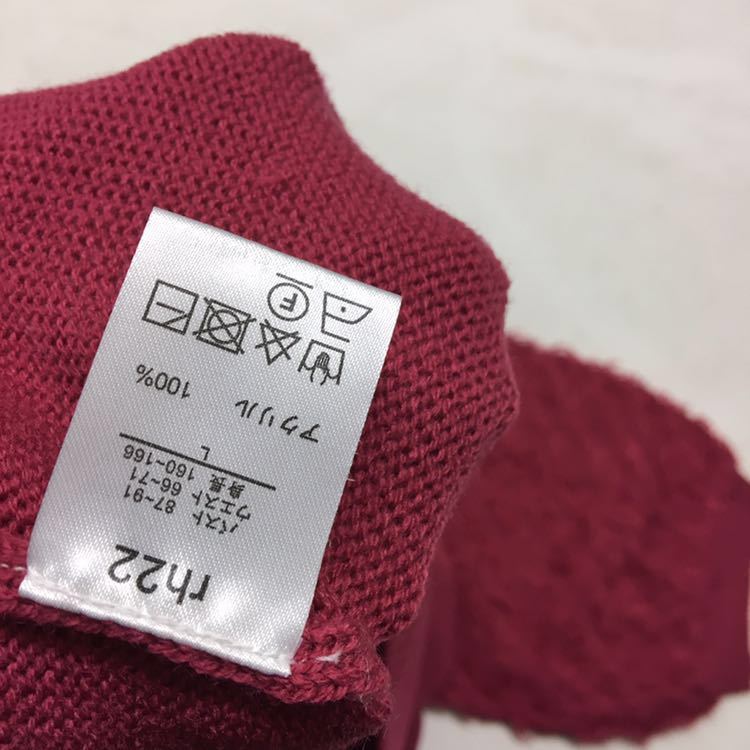 rh22
バスト 87~91
ウエスト 66~71
身長 160~166
L
アクリル 100%
F